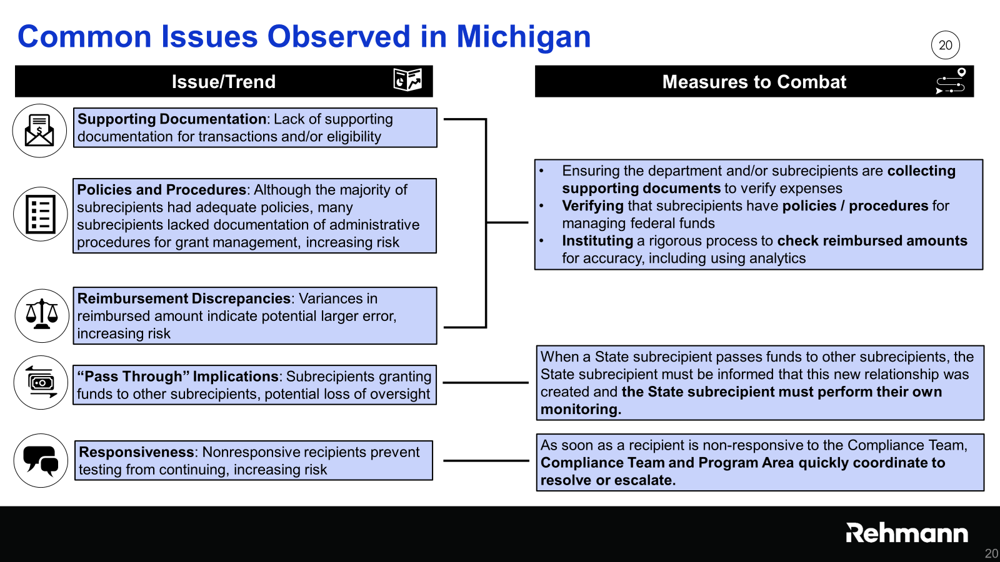 Common Issues Observed in Michigan
20
Issue/Trend
Measures to Combat
Supporting Documentation: Lack of supporting
documentation for transactions and/or eligibility
Policies and Procedures: Although the majority of
subrecipients had adequate policies, many
subrecipients lacked documentation of administrative
procedures for grant management, increasing risk
Reimbursement Discrepancies: Variances in
reimbursed amount indicate potential larger error,
increasing risk
• Ensuring the department and/or subrecipients are collecting
supporting documents to verify expenses
• Verifying that subrecipients have policies / procedures for
managing federal funds
• Instituting a rigorous process to check reimbursed amounts
for accuracy, including using analytics
“Pass Through” Implications: Subrecipients granting
funds to other subrecipients, potential loss of oversight
When a State subrecipient passes funds to other subrecipients, the
State subrecipient must be informed that this new relationship was
created and the State subrecipient must perform their own
monitoring.
Responsiveness: Nonresponsive recipients prevent
testing from continuing, increasing risk
As soon as a recipient is non-responsive to the Compliance Team,
Compliance Team and Program Area quickly coordinate to
resolve or escalate.
Rehmann
20